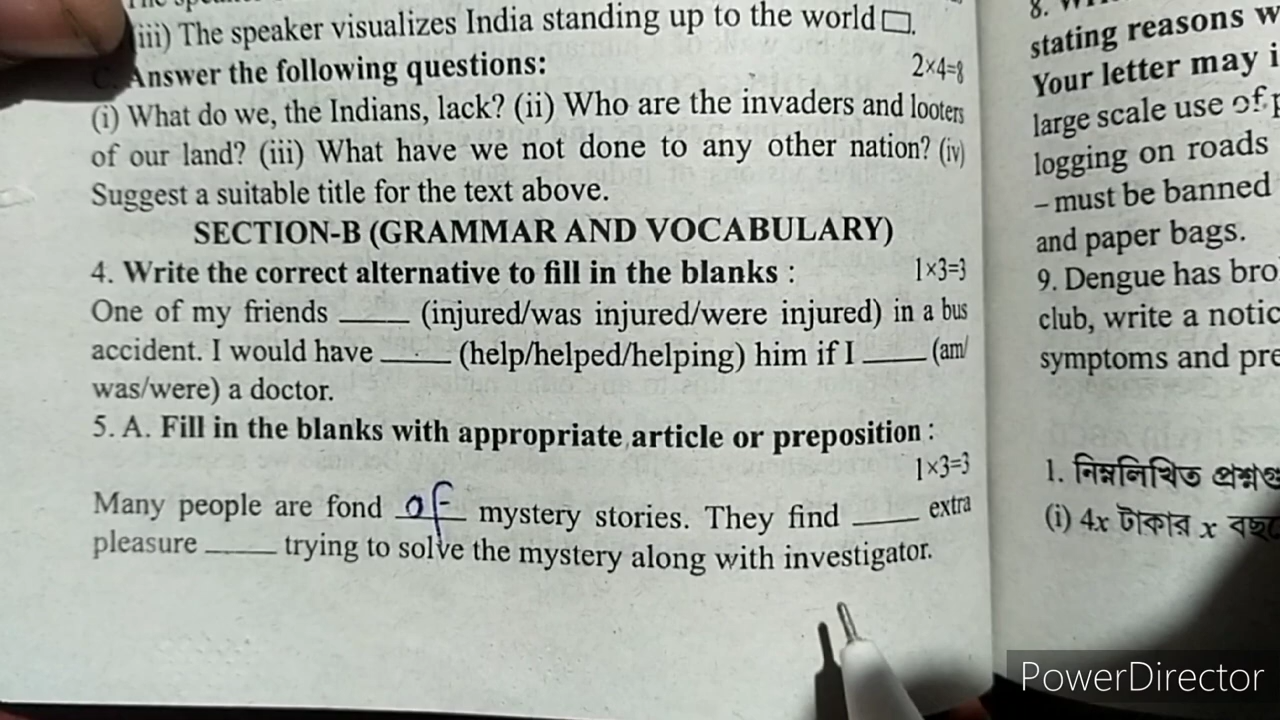 (iii) The speaker visualizes India standing up to the world □.
C. Answer the following questions: 2×4=8
(i) What do we, the Indians, lack? (ii) Who are the invaders and looters
of our land? (iii) What have we not done to any other nation? (iv)
Suggest a suitable title for the text above.
SECTION-B (GRAMMAR AND VOCABULARY)
4. Write the correct alternative to fill in the blanks : 1×3=3
One of my friends ____ (injured/was injured/were injured) in a bus
accident. I would have ____ (help/helped/helping) him if I ____ (am/
was/were) a doctor.
5. A. Fill in the blanks with appropriate article or preposition :
1×3=3
Many people are fond of mystery stories. They find ____ extra
pleasure ____ trying to solve the mystery along with investigator.
8.
stating reasons w
Your letter may i
large scale use of p
logging on roads
– must be banned
and paper bags.
9. Dengue has bro
club, write a notic
symptoms and pre
1. নিম্নলিখিত প্রশ্নগু
(i) 4x টাকার x বছ
PowerDirector